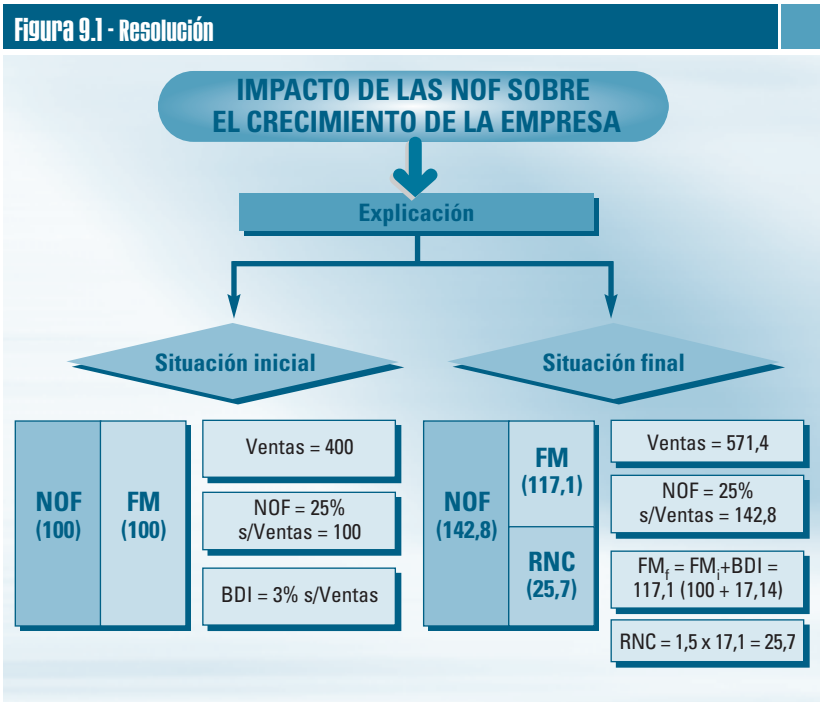 Figura 9.1 - Resolución
IMPACTO DE LAS NOF SOBRE
EL CRECIMIENTO DE LA EMPRESA
Explicación
Situación inicial
NOF
(100)
FM
(100)
Ventas = 400
NOF = 25%
s/Ventas = 100
BDI = 3% s/Ventas
Situación final
NOF
(142,8)
FM
(117,1)
RNC
(25,7)
Ventas = 571,4
NOF = 25%
s/Ventas = 142,8
FMf = FMi+BDI =
117,1 (100 + 17,14)
RNC = 1,5 x 17,1 = 25,7